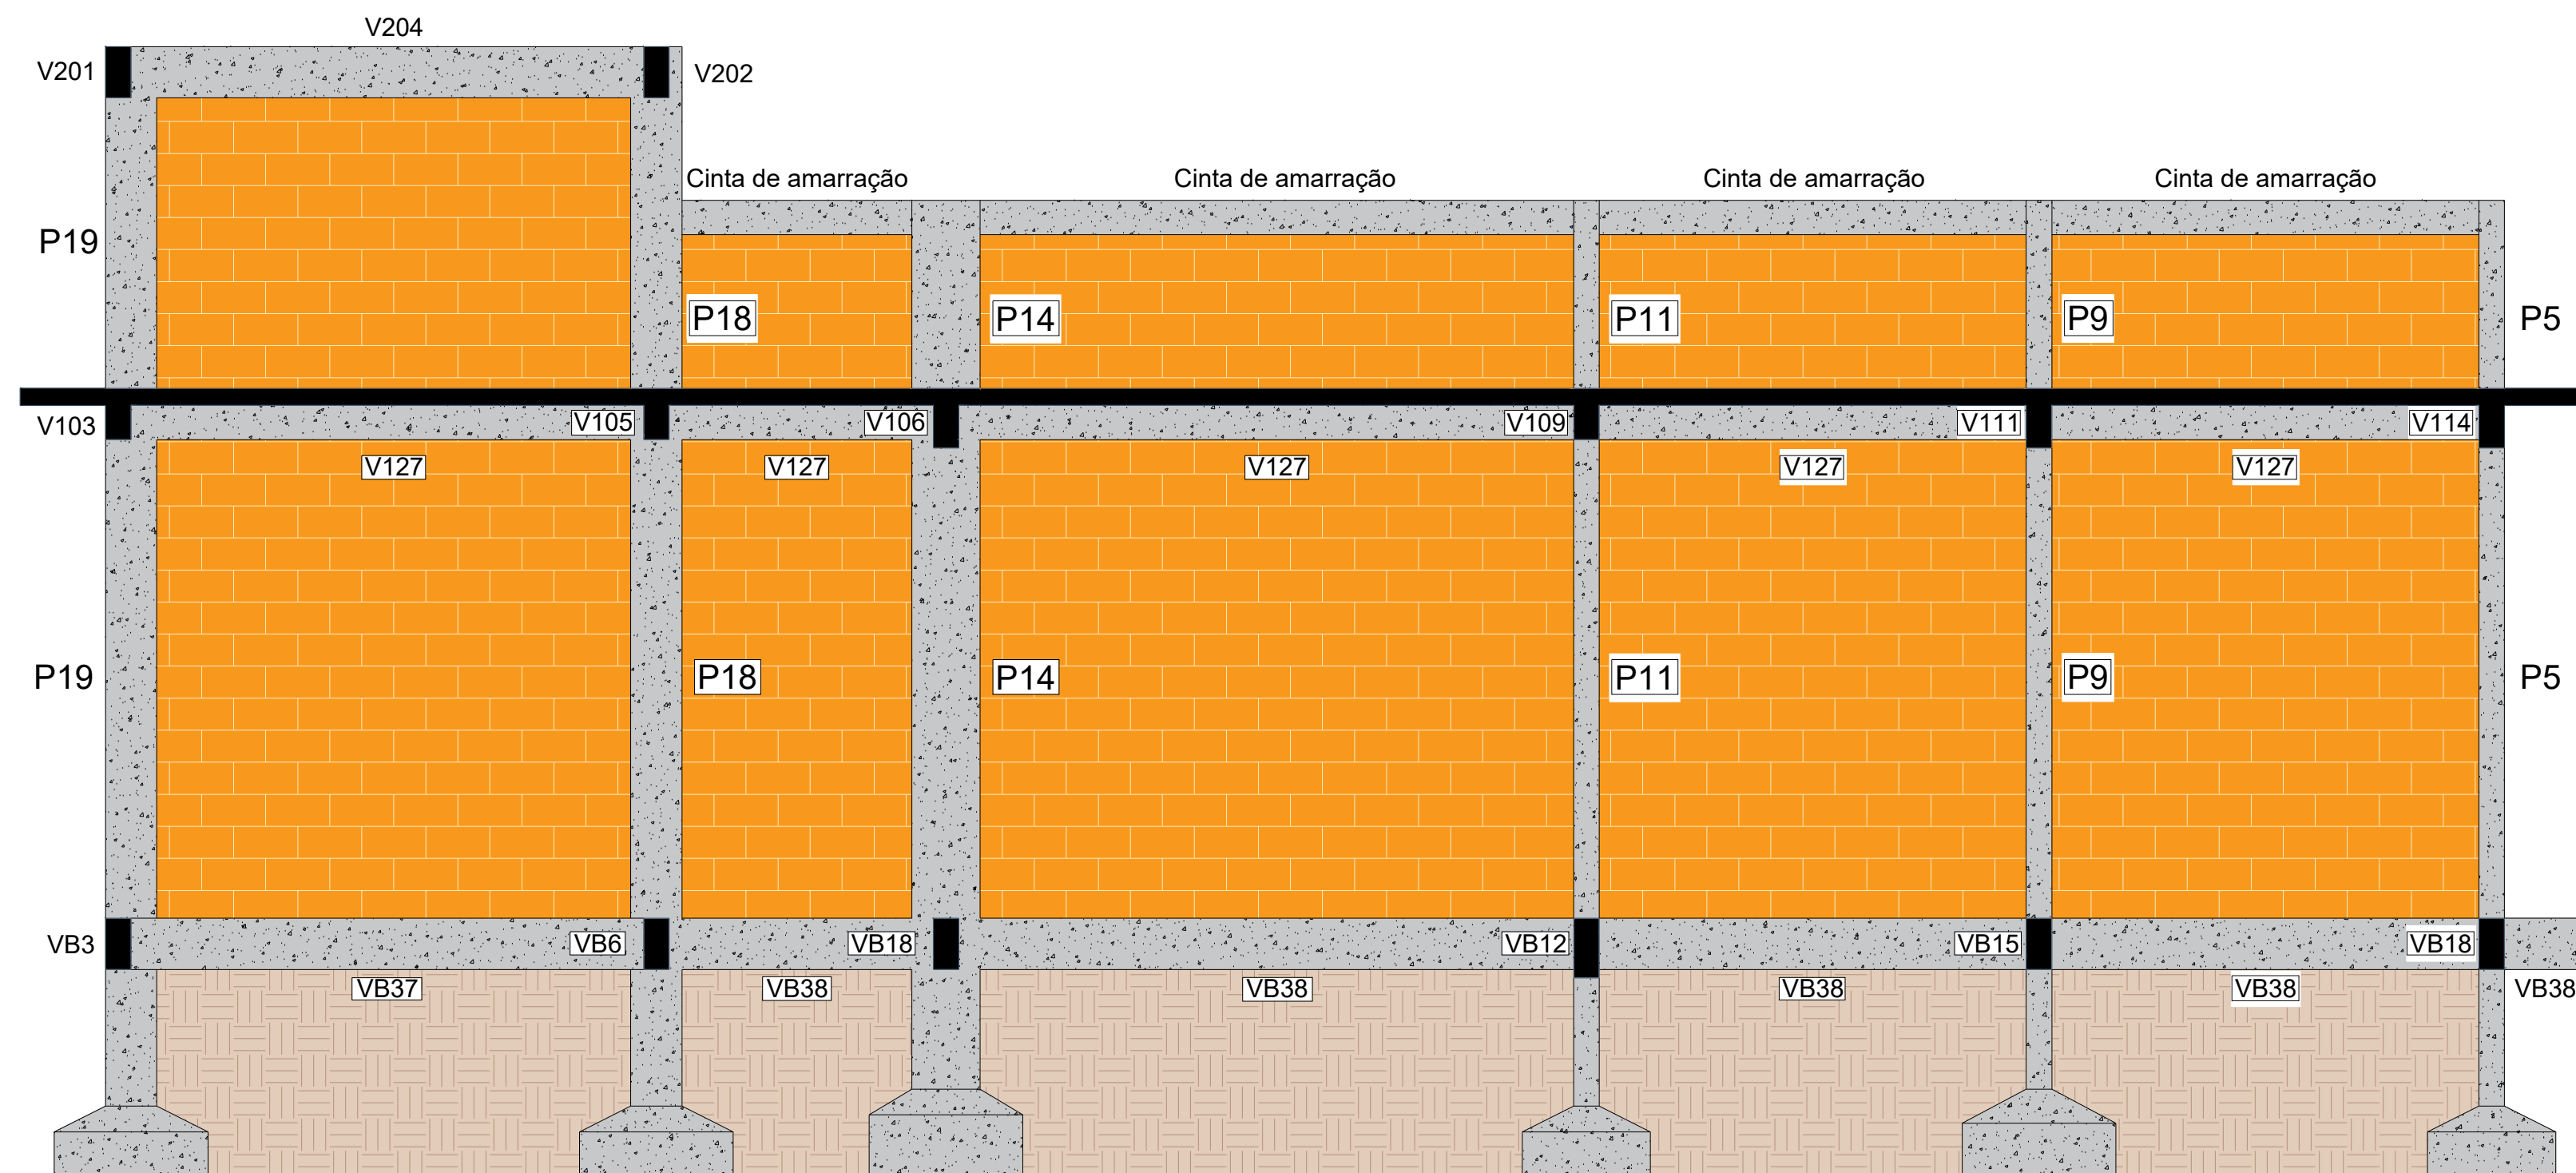 V204
V201
V202
Cinta de amarração
Cinta de amarração
Cinta de amarração
Cinta de amarração
P19
P18
P14
P11
P9
P5
V103
V105
V106
V109
V111
V114
V127
V127
V127
V127
V127
P19
P18
P14
P11
P9
P5
VB3
VB6
VB18
VB12
VB15
VB18
VB37
VB38
VB38
VB38
VB38
VB38